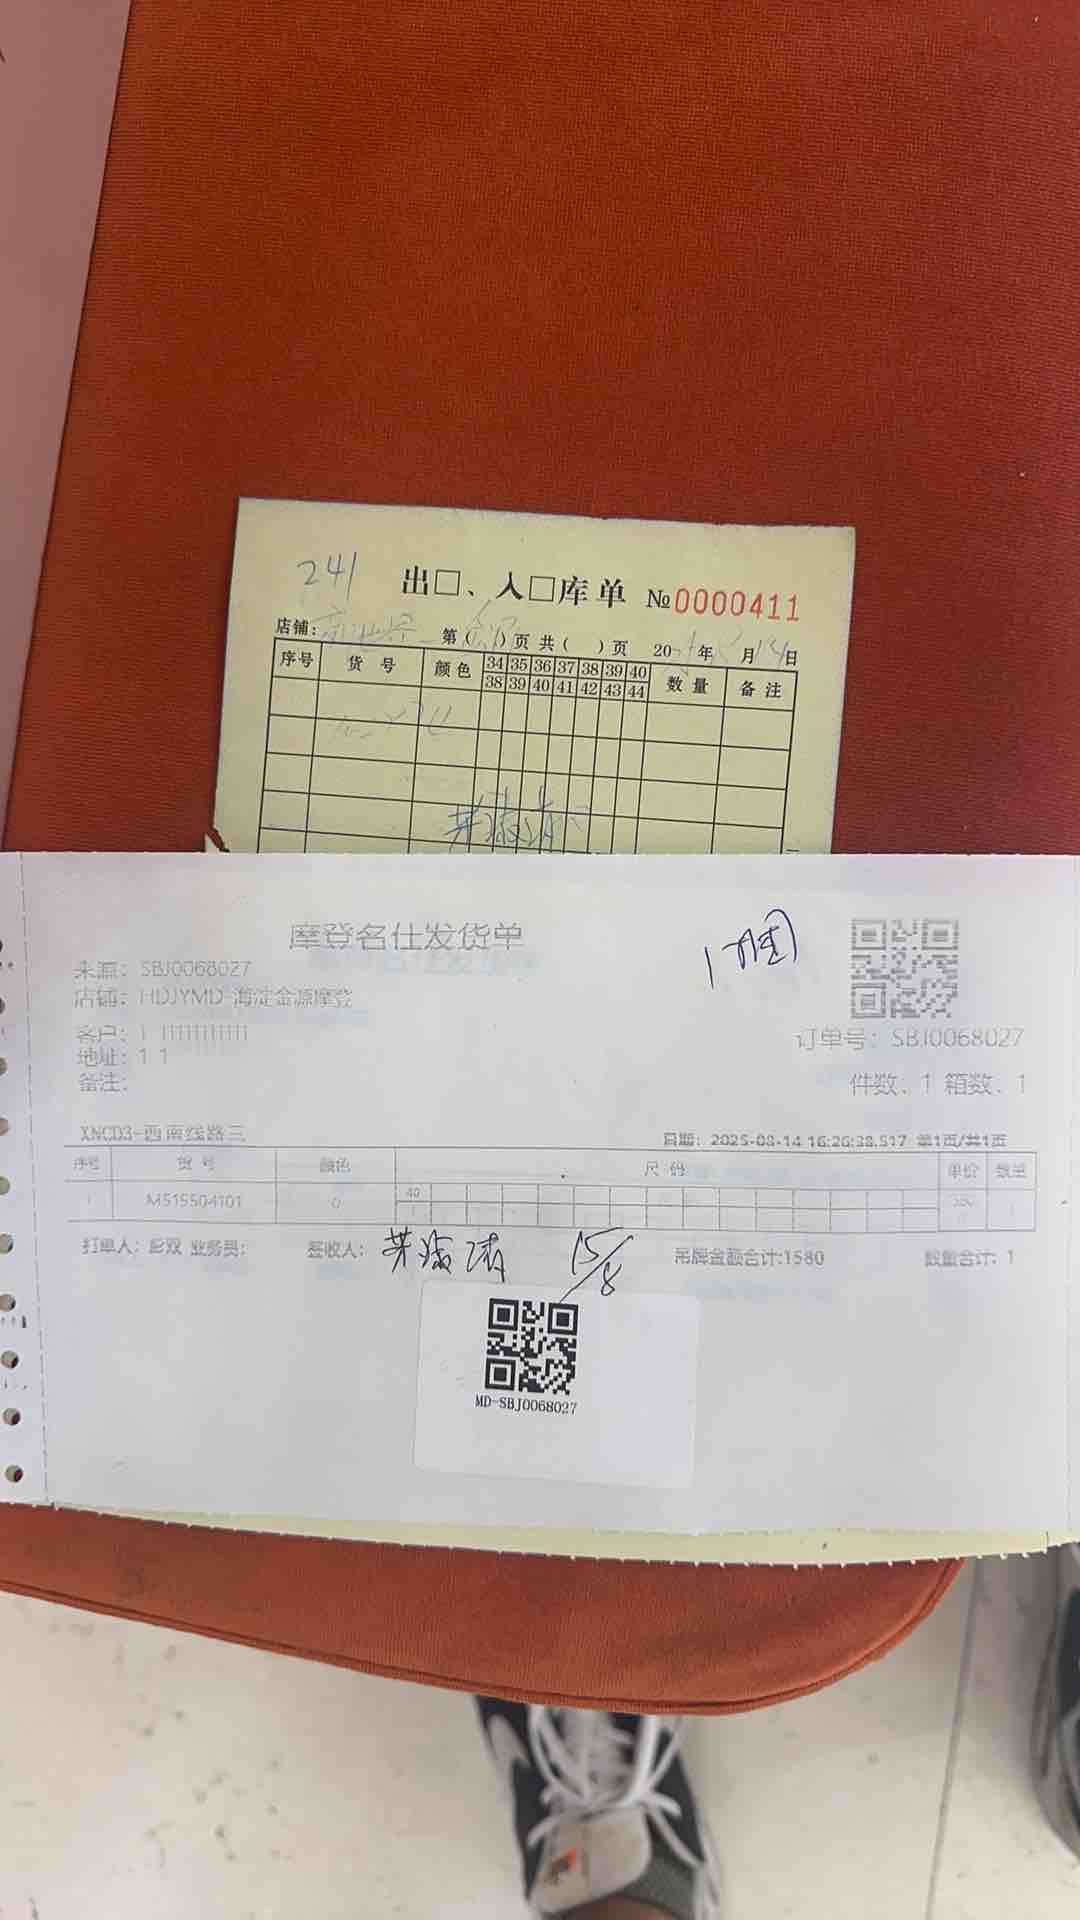 241
出□、入□库单 №0000411
店铺: 第( )页 共( )页 20 年 月14日
序号 货号 颜色 34 35 36 37 38 39 40 数量 备注
38 39 40 41 42 43 44
摩登名仕发货单
来源: SBJ0068027
店铺: HDJYMD-海淀金源摩登
客户: 1 11111111111
地址: 1 1
备注:
订单号: SBJ0068027
件数: 1 箱数: 1
XNCD3-西南线路三
日期: 2025-08-14 16:26:38.517 第1页/共1页
序号 货号 颜色 尺码 单价 数量
1 M515504101 0 40
1
打单人: 彭双 业务员: 签收人: 15/8 吊牌金额合计:1580 数量合计: 1
MD-SBJ0068027